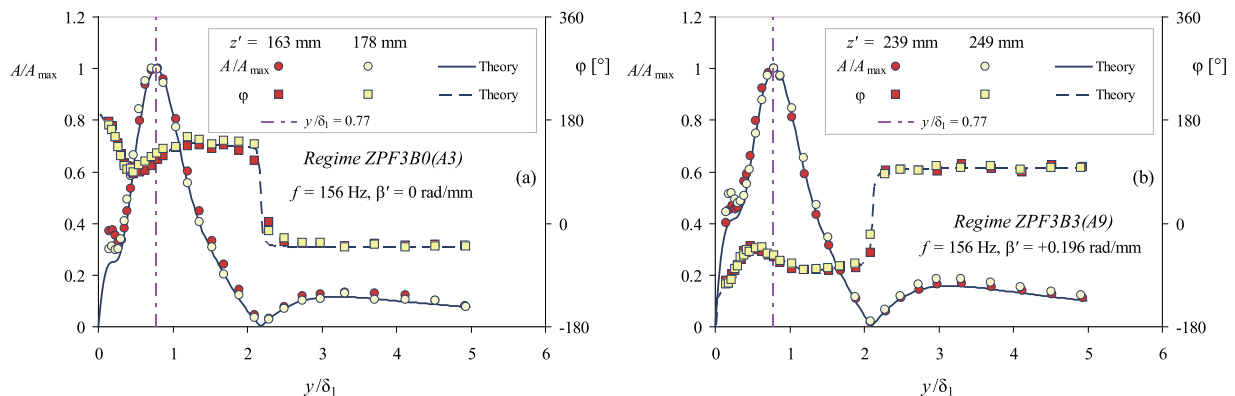 1.2
1
0.8
0.6
0.4
0.2
0
A/A max
360
180
0
-180
φ [°]
z' = 163 mm 178 mm
A/A max Theory
φ Theory
y/δ1 = 0.77
Regime ZPF3B0(A3)
(a)
f = 156 Hz, β' = 0 rad/mm
0 1 2 3 4 5 6
y/δ1
1.2
1
0.8
0.6
0.4
0.2
0
A/A max
360
180
0
-180
φ [°]
z' = 239 mm 249 mm
A/A max Theory
φ Theory
y/δ1 = 0.77
(b)
Regime ZPF3B3(A9)
f = 156 Hz, β' = +0.196 rad/mm
0 1 2 3 4 5 6
y/δ1